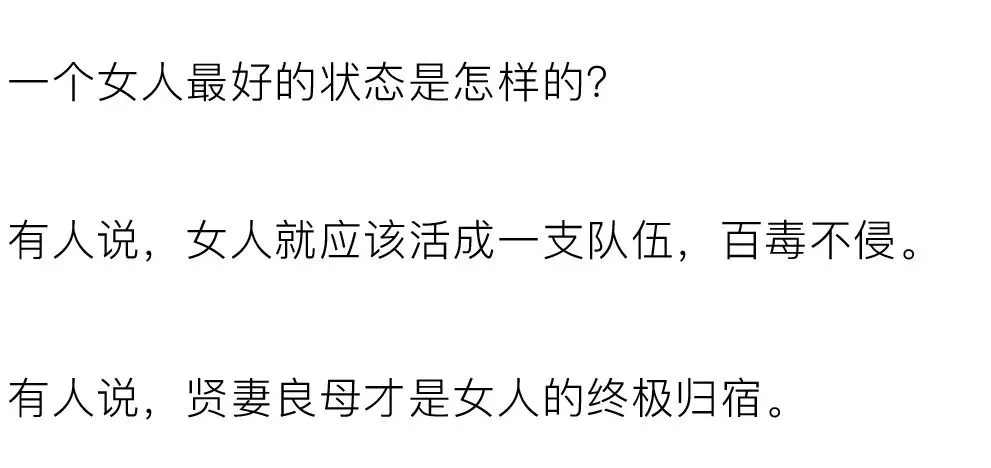 一个女人最好的状态是怎样的？
有人说，女人就应该活成一支队伍，百毒不侵。
有人说，贤妻良母才是女人的终极归宿。